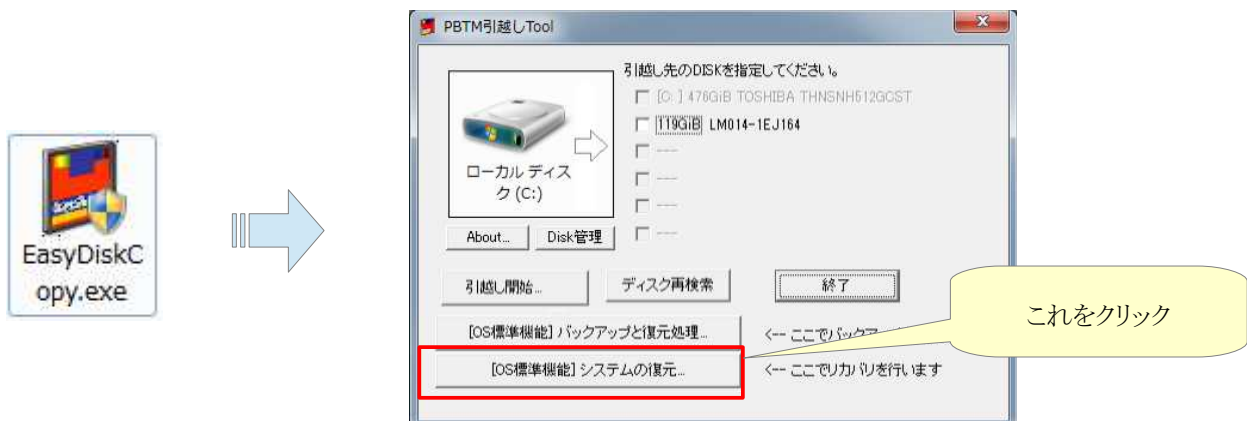 PBTM引越しTool
引越し先のDISKを指定してください。
[C: ] 476GiB TOSHIBA THNSNH512GCST
119GiB LM014-1EJ164
---
---
---
---
ローカル ディス
ク (C:)
About...
Disk管理
EasyDiskC
opy.exe
引越し開始...
ディスク再検索
終了
これをクリック
[OS標準機能] バックアップと復元処理...
<-- ここでバックア
[OS標準機能] システムの復元...
<-- ここでリカバリを行います